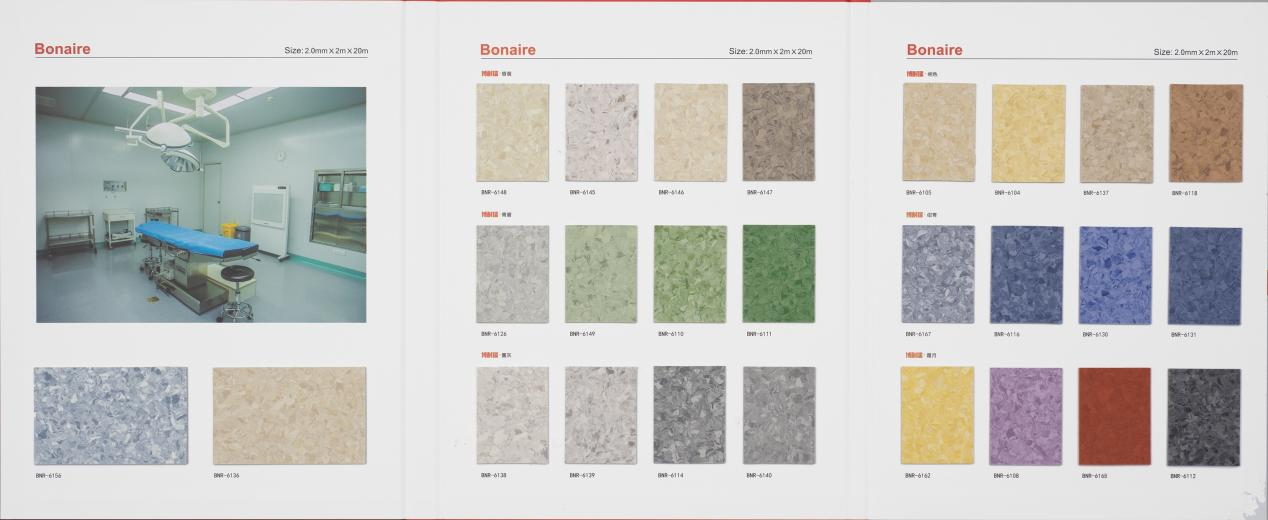 Bonaire
Size: 2.0mm X 2m X 20m
BNR-6156
BNR-6136
Bonaire
Size: 2.0mm X 2m X 20m
BNR-6148
BNR-6145
BNR-6146
BNR-6147
BNR-6126
BNR-6149
BNR-6110
BNR-6111
BNR-6138
BNR-6139
BNR-6114
BNR-6140
Bonaire
Size: 2.0mm X 2m X 20m
BNR-6105
BNR-6104
BNR-6137
BNR-6118
BNR-6167
BNR-6116
BNR-6130
BNR-6131
BNR-6162
BNR-6108
BNR-6160
BNR-6112